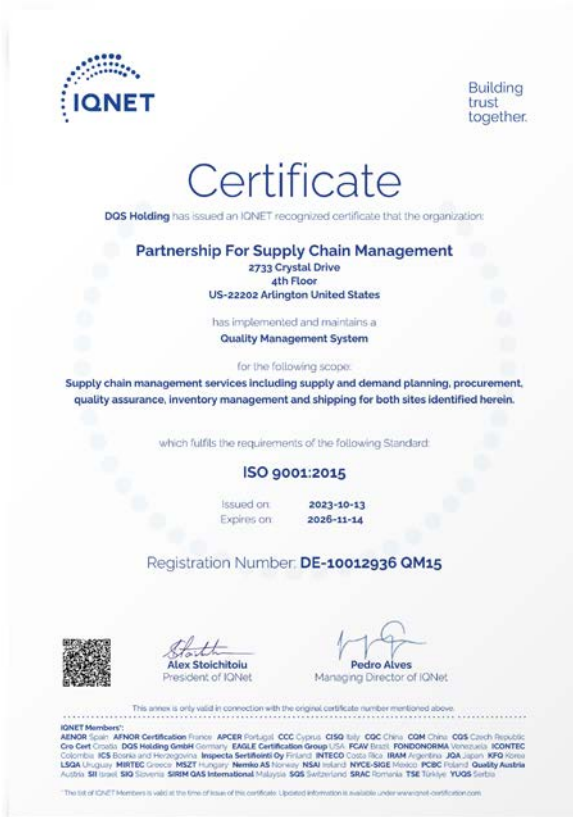 IQNET
Building
trust
together.
Certificate
DQS Holding has issued an IQNET recognized certificate that the organization:
Partnership For Supply Chain Management
2733 Crystal Drive
4th Floor
US-22202 Arlington United States
has implemented and maintains a
Quality Management System
for the following scope:
Supply chain management services including supply and demand planning, procurement,
quality assurance, inventory management and shipping for both sites identified herein.
which fulfils the requirements of the following Standard:
ISO 9001:2015
Issued on: 2023-10-13
Expires on: 2026-11-14
Registration Number: DE-10012936 QM15
Alex Stoichitoiu
President of IQNet
Pedro Alves
Managing Director of IQNet
This annex is only valid in connection with the original certificate number mentioned above.
IQNET Members*:
AENOR Spain AFNOR Certification France APCER Portugal CCC Cyprus CISQ Italy CQC China CQM China CQS Czech Republic
Cro Cert Croatia DQS Holding GmbH Germany EAGLE Certification Group USA FCAV Brazil FONDONORMA Venezuela ICONTEC
Colombia ICS Bosnia and Herzegovina Inspecta Sertifiointi Oy Finland INTECO Costa Rica IRAM Argentina JQA Japan KFQ Korea
LSQA Uruguay MIRTEC Greece MSZT Hungary Nemko AS Norway NSAI Ireland NYCE-SIGE Mexico PCBC Poland Quality Austria
Austria SII Israel SIQ Slovenia SIRIM QAS International Malaysia SQS Switzerland SRAC Romania TSE Türkiye YUQS Serbia
*The list of IQNET Members is valid at the time of issue of this certificate. Updated information is available under www.iqnet-certification.com